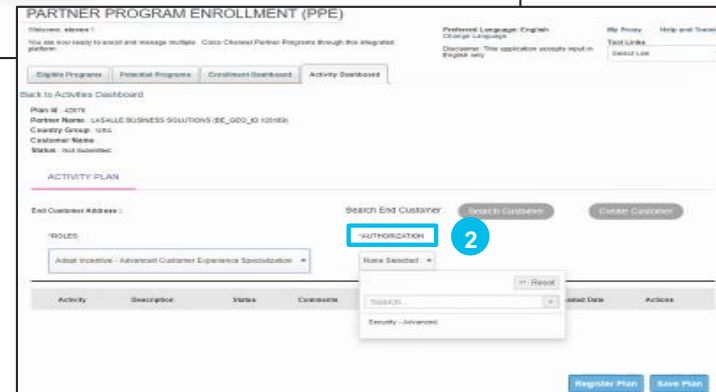 PARTNER PROGRAM ENROLLMENT (PPE)
Welcome, steven !
Preferred Language: English
My Proxy Help and Training
Change Language
You are now ready to enroll and manage multiple Cisco Channel Partner Programs through this integrated platform.
Disclaimer: This application accepts input in English only
Tool Links
Select Link
Eligible Programs Potential Programs Enrollment Dashboard Activity Dashboard
Back to Activities Dashboard
Plan Id :
Partner Name : LASALLE BUSINESS SOLUTIONS
Country Group : USA
Customer Name
Status : Not Submitted
ACTIVITY PLAN
End Customer Address :
Search End Customer
Search Customer
Create Customer
*ROLES
*AUTHORIZATION
2
Adopt Incentive - Advanced Customer Experience Specialization
None Selected
Reset
Search...
Security - Advanced
Activity Description Status Comments Date Actions
Register Plan Save Plan